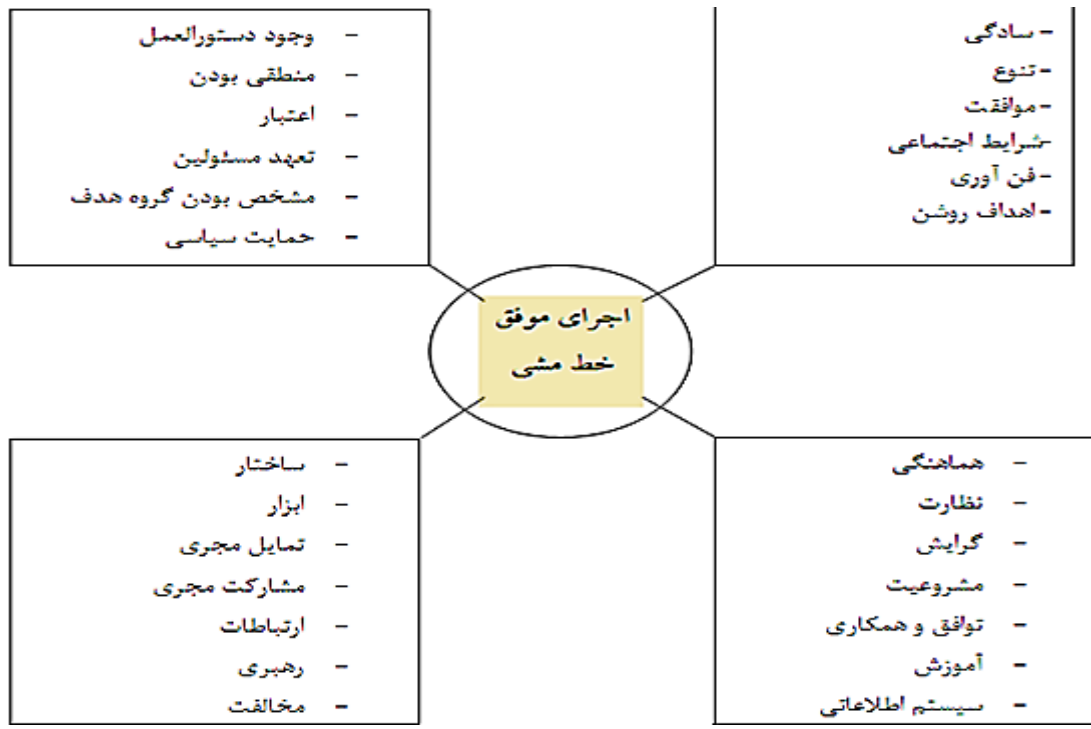 - سادگی
- تنوع
- موافقت
- شرایط اجتماعی
- فن آوری
- اهداف روشن
- وجود دستورالعمل
- منطقی بودن
- اعتبار
- تعهد مسئولین
- مشخص بودن گروه هدف
- حمایت سیاسی
اجرای موفق
خط مشی
- هماهنگی
- نظارت
- گرایش
- مشروعیت
- توافق و همکاری
- آموزش
- سیستم اطلاعاتی
- ساختار
- ابزار
- تمایل مجری
- مشارکت مجری
- ارتباطات
- رهبری
- مخالفت